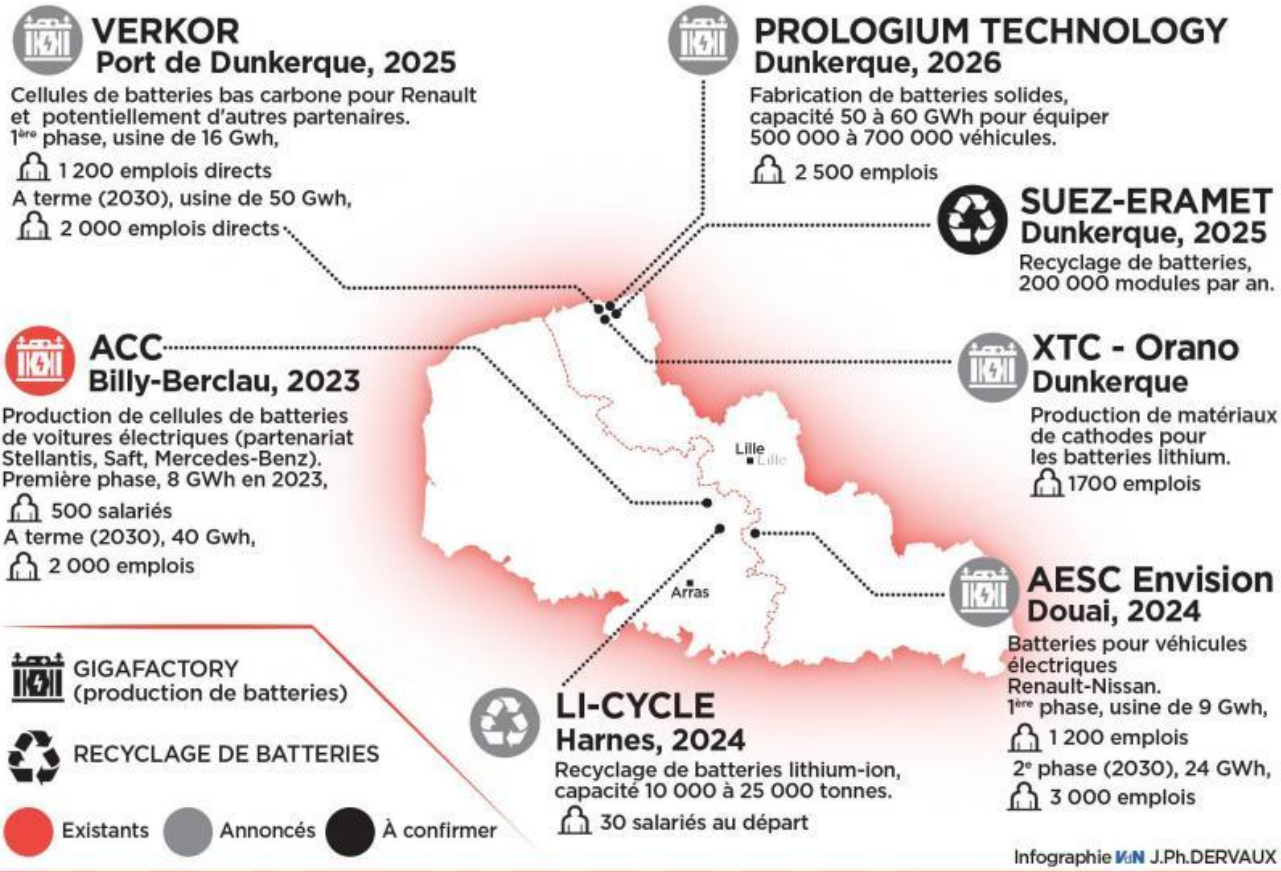 VERKOR
Port de Dunkerque, 2025
Cellules de batteries bas carbone pour Renault
et potentiellement d'autres partenaires.
1ère phase, usine de 16 Gwh,
1 200 emplois directs
A terme (2030), usine de 50 Gwh,
2 000 emplois directs
PROLOGIUM TECHNOLOGY
Dunkerque, 2026
Fabrication de batteries solides,
capacité 50 à 60 GWh pour équiper
500 000 à 700 000 véhicules.
2 500 emplois
SUEZ-ERAMET
Dunkerque, 2025
Recyclage de batteries,
200 000 modules par an.
ACC
Billy-Berclau, 2023
Production de cellules de batteries
de voitures électriques (partenariat
Stellantis, Saft, Mercedes-Benz).
Première phase, 8 GWh en 2023,
500 salariés
A terme (2030), 40 Gwh,
2 000 emplois
XTC - Orano
Dunkerque
Production de matériaux
de cathodes pour
les batteries lithium.
1700 emplois
Lille
Lille
Arras
AESC Envision
Douai, 2024
Batteries pour véhicules
électriques
Renault-Nissan.
1ère phase, usine de 9 Gwh,
1 200 emplois
2e phase (2030), 24 GWh,
3 000 emplois
LI-CYCLE
Harnes, 2024
Recyclage de batteries lithium-ion,
capacité 10 000 à 25 000 tonnes.
30 salariés au départ
GIGAFACTORY
(production de batteries)
RECYCLAGE DE BATTERIES
Existants Annoncés À confirmer
Infographie VdN J.Ph.DERVAUX